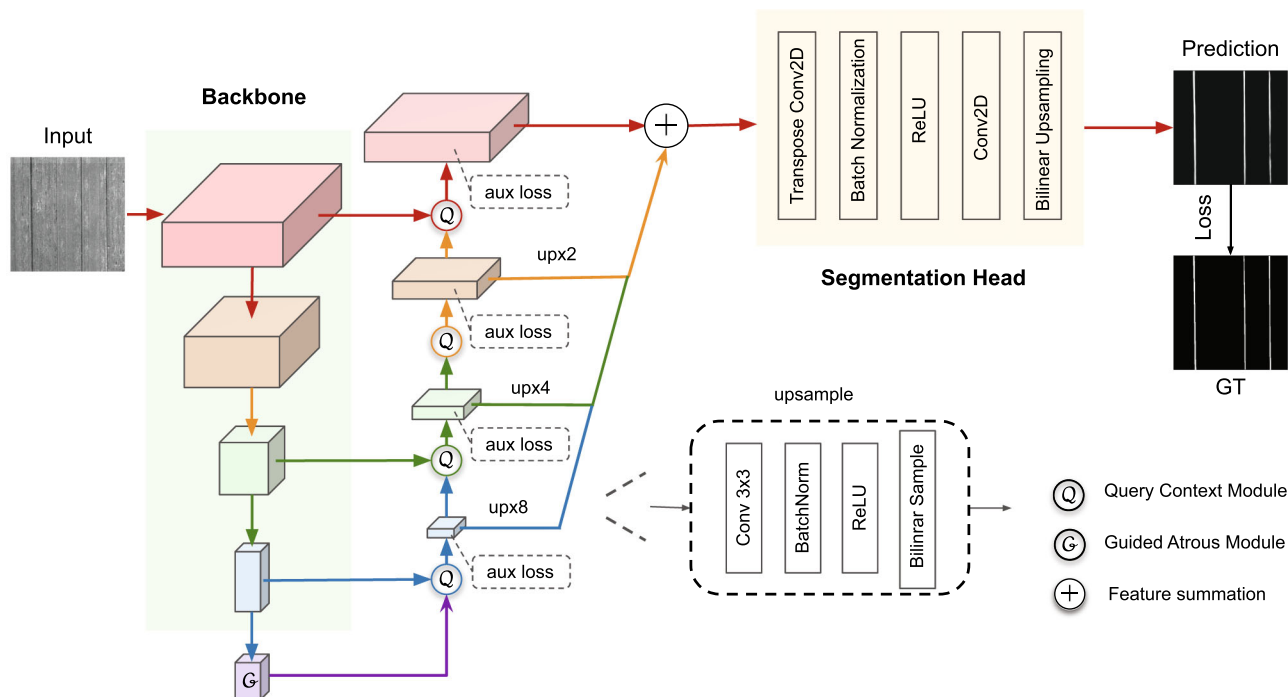 Input
Backbone
Q
aux loss
upx2
Q
aux loss
upx4
Q
aux loss
upx8
Q
aux loss
G
+
Transpose Conv2D
Batch Normalization
ReLU
Conv2D
Bilinear Upsampling
Segmentation Head
Prediction
Loss
GT
upsample
Conv 3x3
BatchNorm
ReLU
Bilinrar Sample
Q Query Context Module
G Guided Atrous Module
+ Feature summation